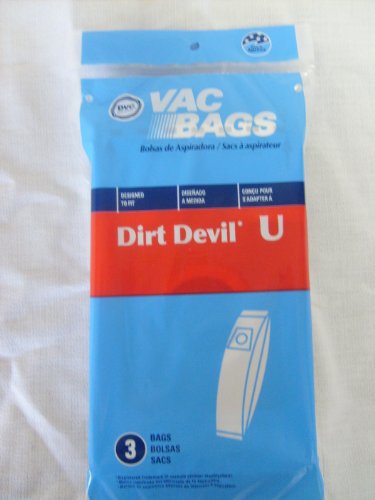 DVC
VAC
BAGS
Bolsas de Aspiradora / Sacs à aspirateur
DESIGNED
TO FIT
DISEÑADO
A MEDIDA
CONÇU POUR
S'ADAPTER À
Dirt Devil® U
3
BAGS
BOLSAS
SACS